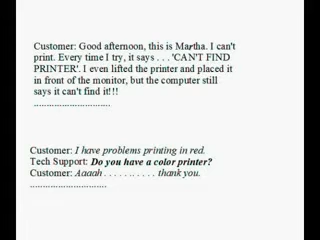 Customer: Good afternoon, this is Martha. I can't
print. Every time I try, it says . . . 'CAN'T FIND
PRINTER'. I even lifted the printer and placed it
in front of the monitor, but the computer still
says it can't find it!!!
..............................
Customer: I have problems printing in red.
Tech Support: Do you have a color printer?
Customer: Aaaah . . . . . . . . . . . thank you.
..............................